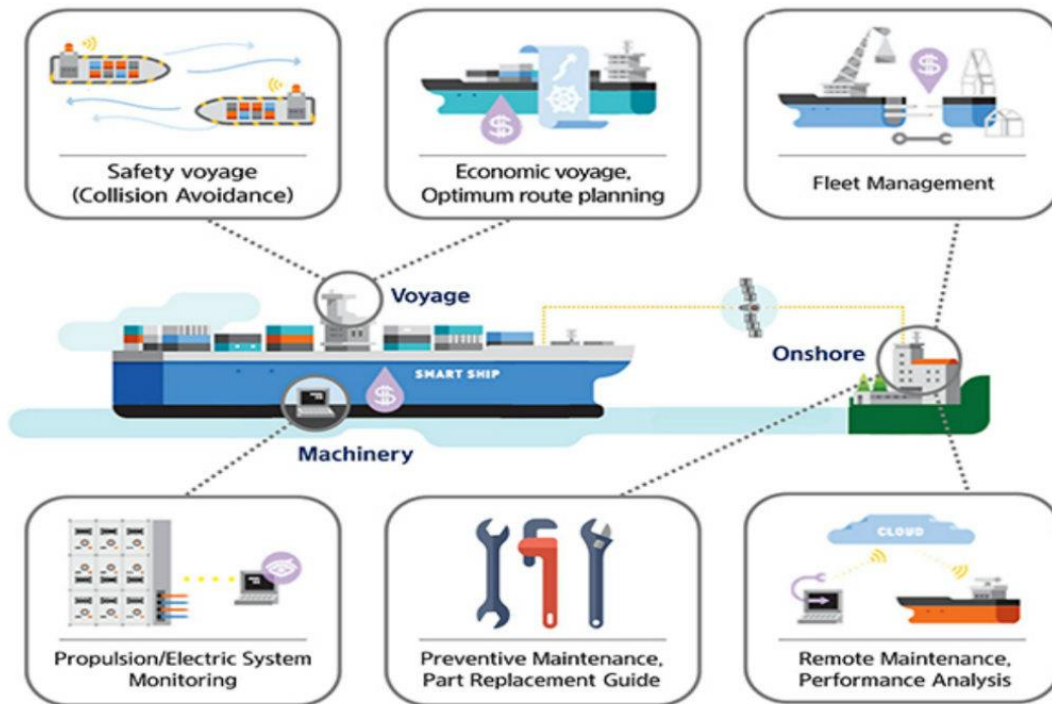 Safety voyage
(Collision Avoidance)
Economic voyage,
Optimum route planning
Fleet Management
Voyage
Onshore
SMART SHIP
Machinery
CLOUD
Propulsion/Electric System
Monitoring
Preventive Maintenance,
Part Replacement Guide
Remote Maintenance,
Performance Analysis